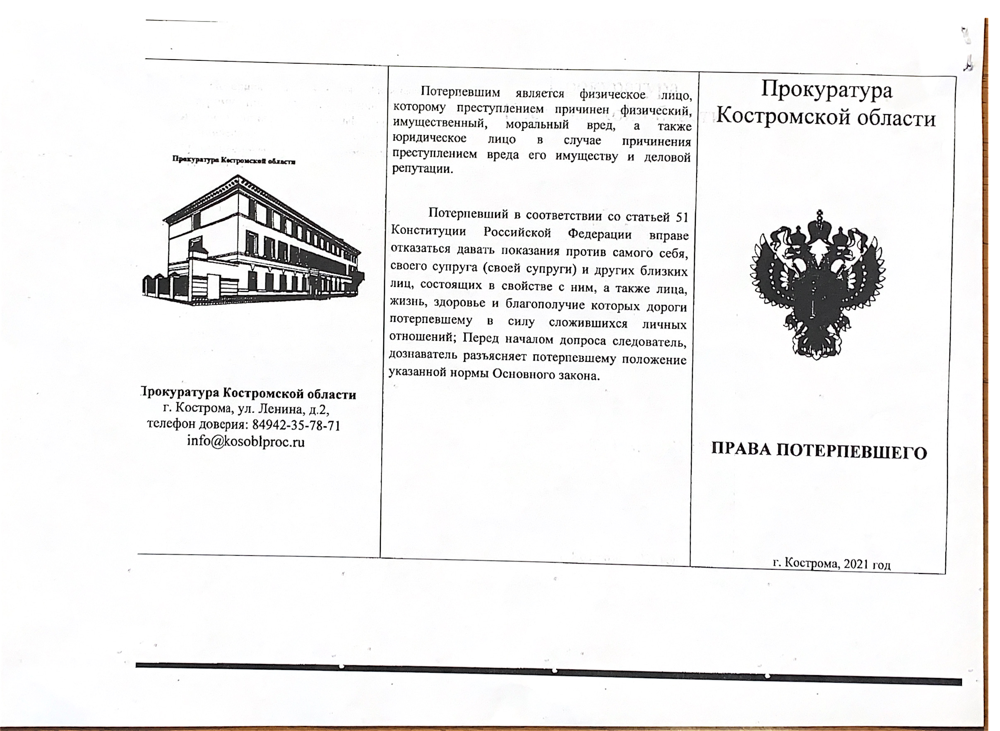 Прокуратура Костромской области
Прокуратура Костромской области
г. Кострома, ул. Ленина, д.2,
телефон доверия: 84942-35-78-71
info@kosoblproc.ru
Потерпевшим является физическое лицо,
которому преступлением причинен физический,
имущественный, моральный вред, а также
юридическое лицо в случае причинения
преступлением вреда его имуществу и деловой
репутации.
Потерпевший в соответствии со статьей 51
Конституции Российской Федерации вправе
отказаться давать показания против самого себя,
своего супруга (своей супруги) и других близких
лиц, состоящих в свойстве с ним, а также лица,
жизнь, здоровье и благополучие которых дороги
потерпевшему в силу сложившихся личных
отношений; Перед началом допроса следователь,
дознаватель разъясняет потерпевшему положение
указанной нормы Основного закона.
Прокуратура
Костромской области
ПРАВА ПОТЕРПЕВШЕГО
г. Кострома, 2021 год